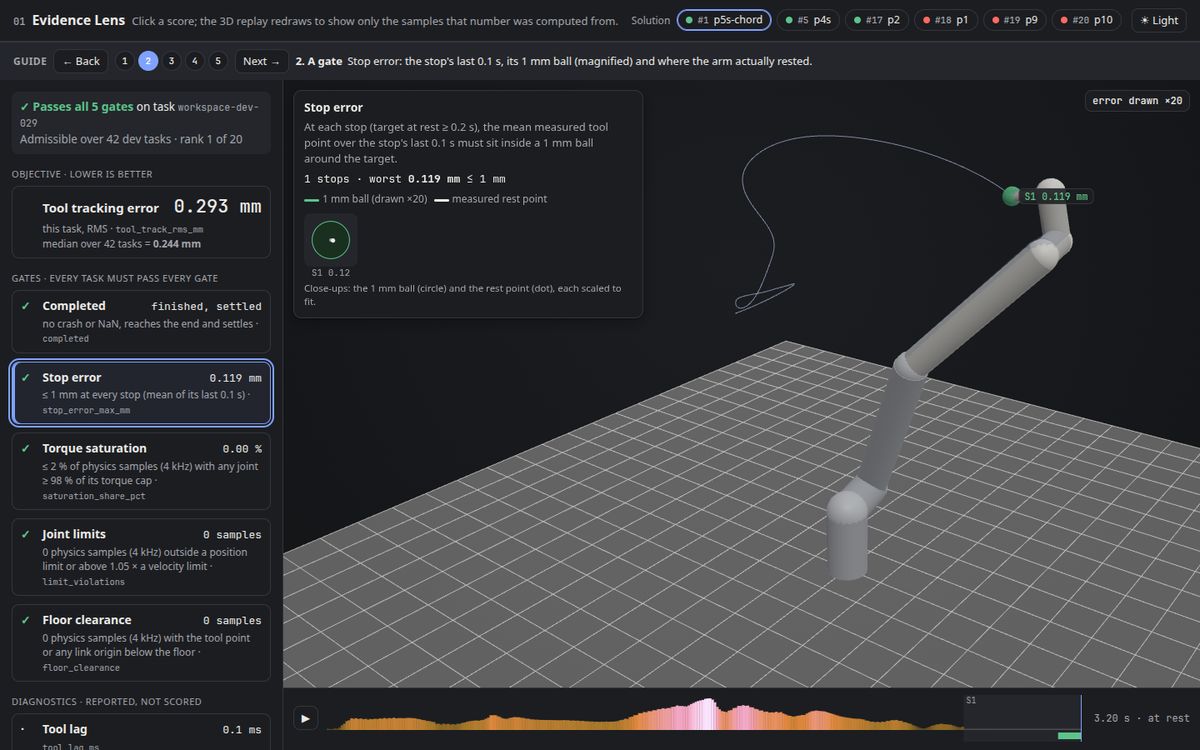 01 Evidence Lens Click a score; the 3D replay redraws to show only the samples that number was computed from. Solution #1 p5s-chord #5 p4s #17 p2 #18 p1 #19 p9 #20 p10 ☀ Light
GUIDE ← Back 1 2 3 4 5 Next → 2. A gate Stop error: the stop's last 0.1 s, its 1 mm ball (magnified) and where the arm actually rested.
✓ Passes all 5 gates on task workspace-dev-
029
Admissible over 42 dev tasks · rank 1 of 20
OBJECTIVE · LOWER IS BETTER
Tool tracking error 0.293 mm
this task, RMS · tool_track_rms_mm
median over 42 tasks = 0.244 mm
GATES · EVERY TASK MUST PASS EVERY GATE
✓ Completed finished, settled
no crash or NaN, reaches the end and settles ·
completed
✓ Stop error 0.119 mm
≤ 1 mm at every stop (mean of its last 0.1 s) ·
stop_error_max_mm
✓ Torque saturation 0.00 %
≤ 2 % of physics samples (4 kHz) with any joint
≥ 98 % of its torque cap ·
saturation_share_pct
✓ Joint limits 0 samples
0 physics samples (4 kHz) outside a position
limit or above 1.05 × a velocity limit ·
limit_violations
✓ Floor clearance 0 samples
0 physics samples (4 kHz) with the tool point
or any link origin below the floor ·
floor_clearance
DIAGNOSTICS · REPORTED, NOT SCORED
· Tool lag 0.1 ms
tool_lag_ms
Stop error
At each stop (target at rest ≥ 0.2 s), the mean measured tool
point over the stop's last 0.1 s must sit inside a 1 mm ball
around the target.
1 stops · worst 0.119 mm ≤ 1 mm
1 mm ball (drawn ×20) measured rest point
S1 0.12
Close-ups: the 1 mm ball (circle) and the rest point (dot), each scaled to
fit.
error drawn ×20
S1 0.119 mm
▶ S1 3.20 s · at rest